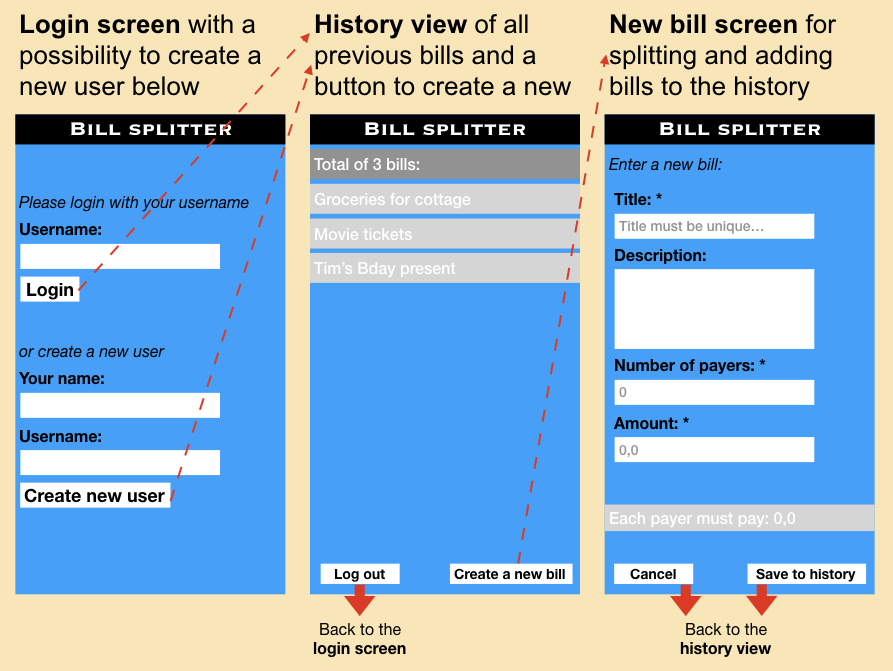 Login screen with a
possibility to create a
new user below
BILL SPLITTER
Please login with your username
Username:
Login
or create a new user
Your name:
Username:
Create new user
History view of all
previous bills and a
button to create a new
BILL SPLITTER
Total of 3 bills:
Groceries for cottage
Movie tickets
Tim's Bday present
Log out
Create a new bill
Back to the
login screen
New bill screen for
splitting and adding
bills to the history
BILL SPLITTER
Enter a new bill:
Title: *
Title must be unique...
Description:
Number of payers: *
0
Amount: *
0,0
Each payer must pay: 0,0
Cancel
Save to history
Back to the
history view